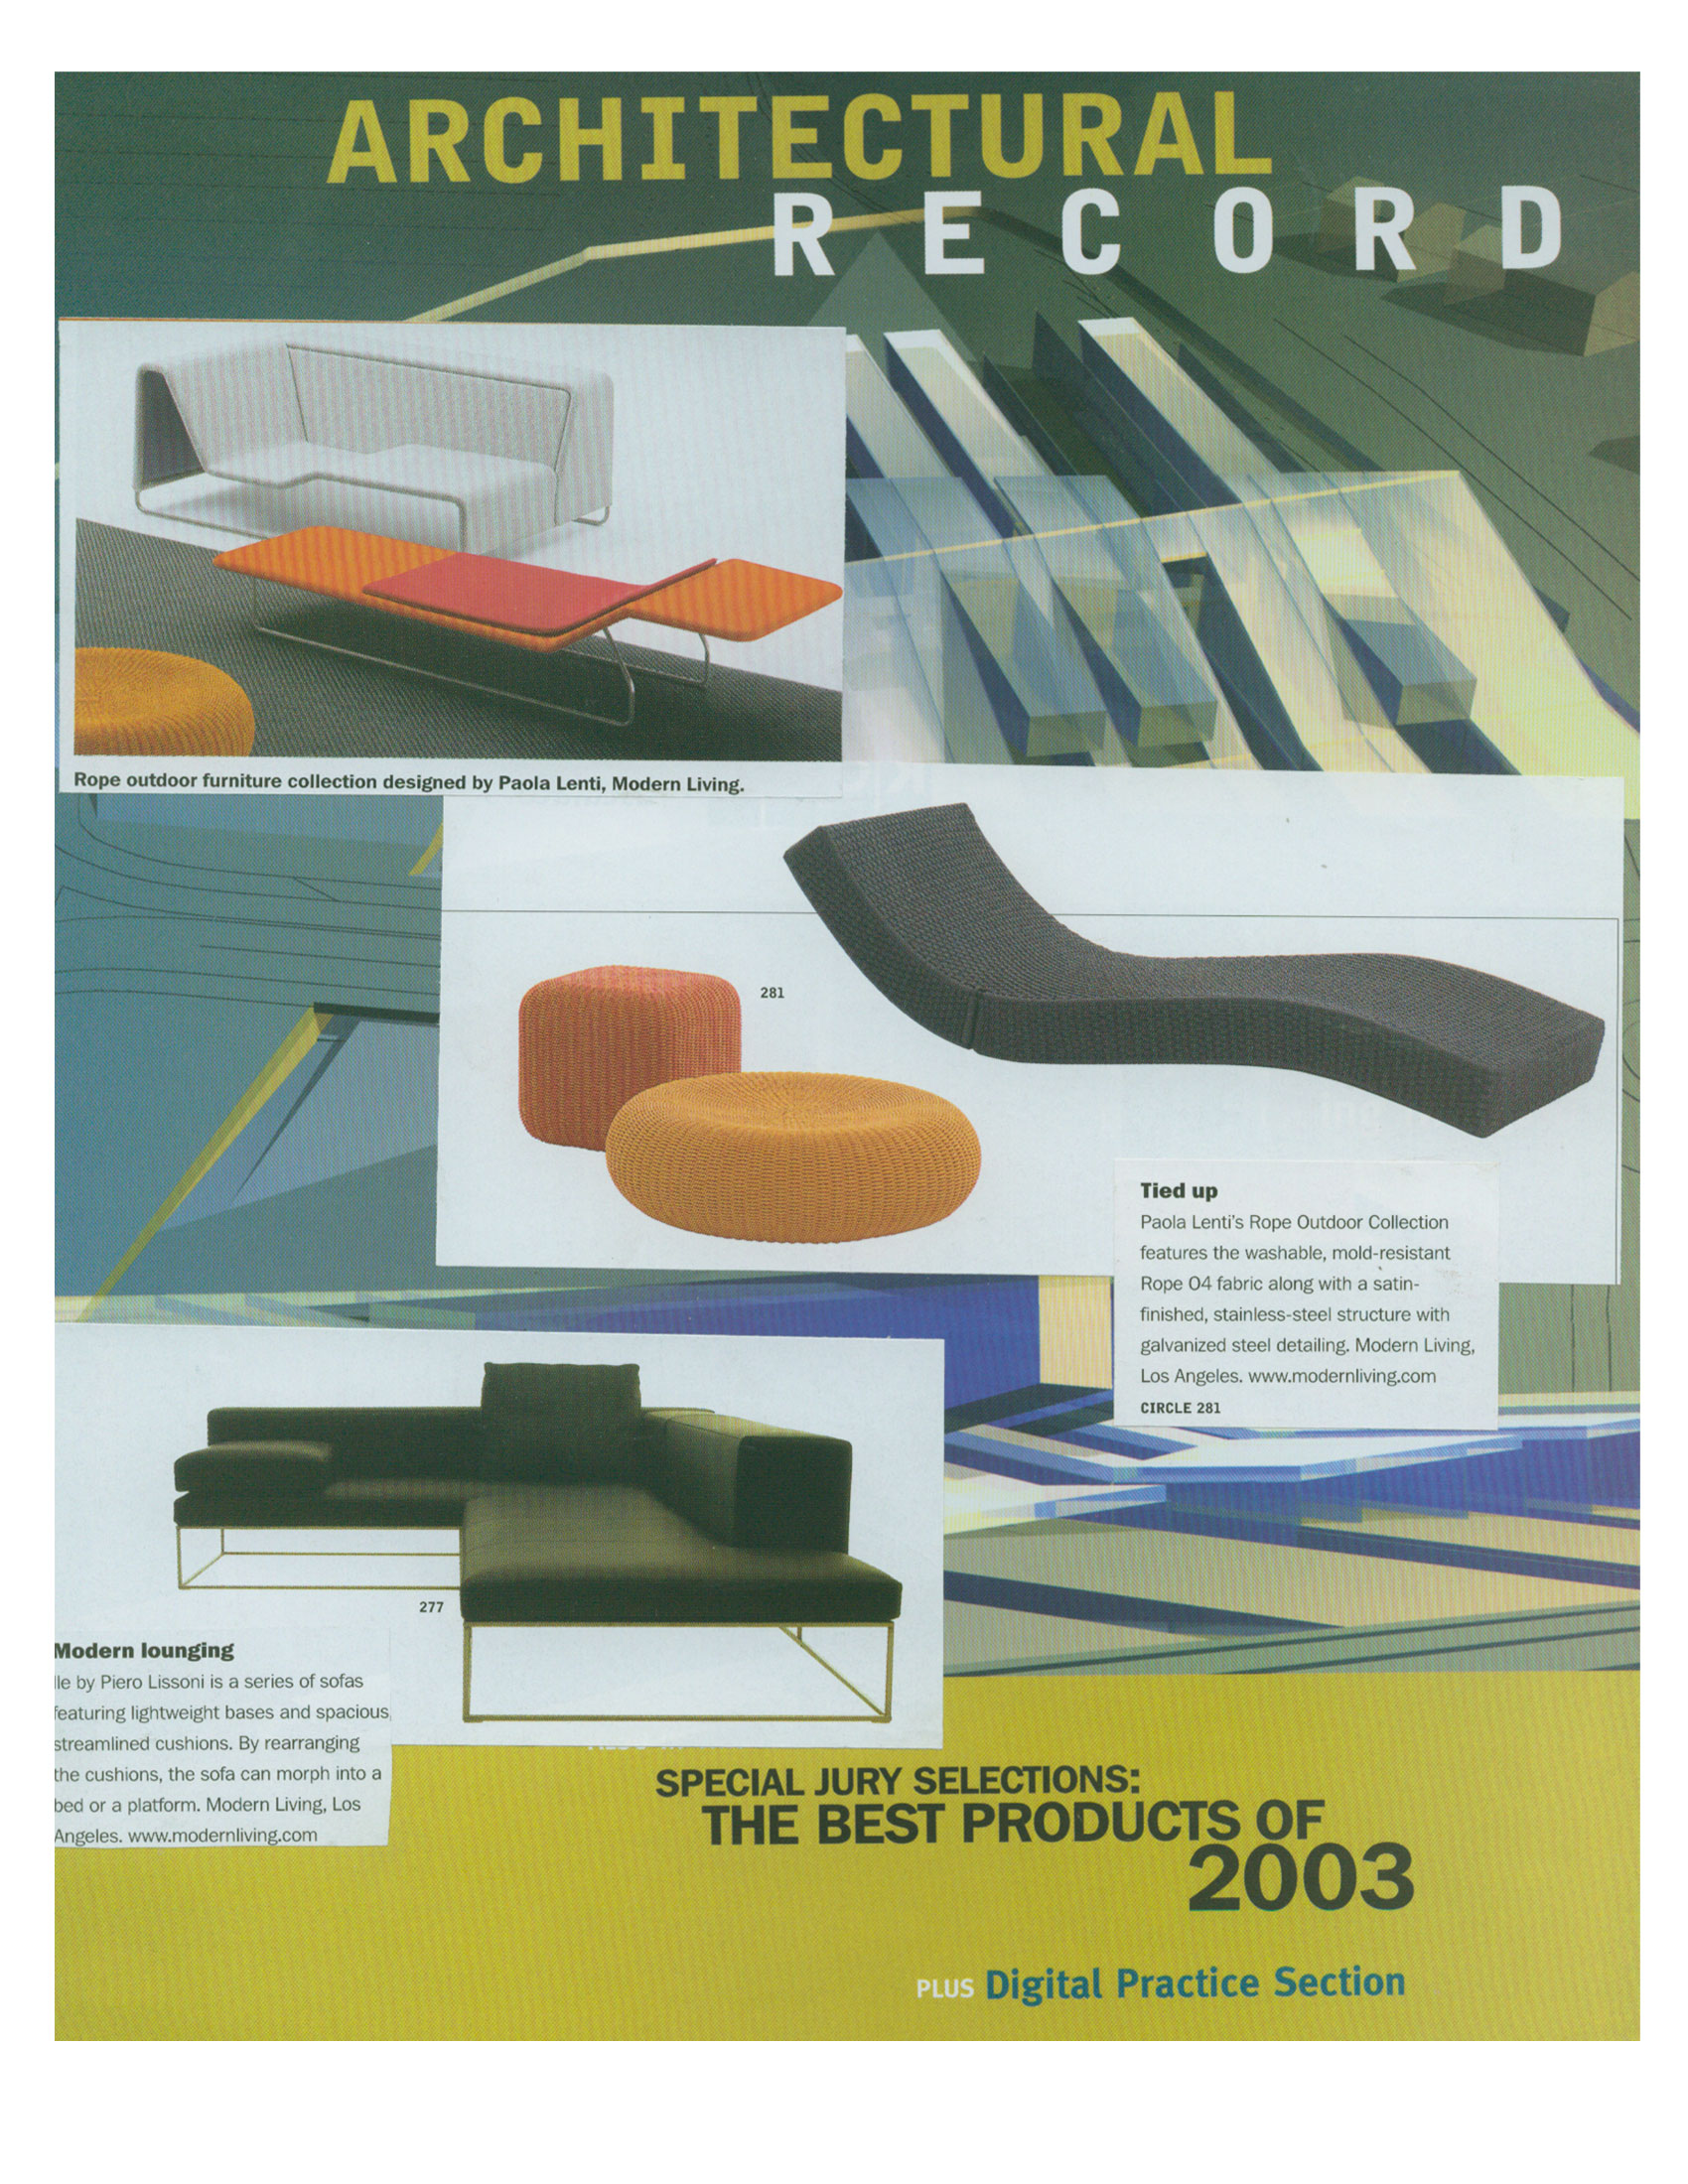 ARCHITECTURAL
RECORD
Rope outdoor furniture collection designed by Paola Lenti, Modern Living.
281
Tied up
Paola Lenti's Rope Outdoor Collection
features the washable, mold-resistant
Rope O4 fabric along with a satin-
finished, stainless-steel structure with
galvanized steel detailing. Modern Living,
Los Angeles. www.modernliving.com
CIRCLE 281
277
Modern lounging
Ile by Piero Lissoni is a series of sofas
featuring lightweight bases and spacious,
streamlined cushions. By rearranging
the cushions, the sofa can morph into a
bed or a platform. Modern Living, Los
Angeles. www.modernliving.com
SPECIAL JURY SELECTIONS:
THE BEST PRODUCTS OF
2003
PLUS Digital Practice Section